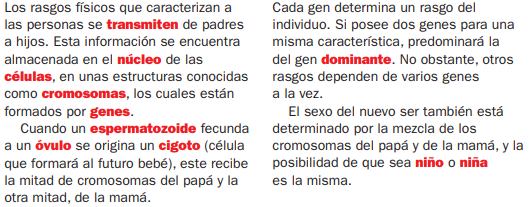 Los rasgos físicos que caracterizan a
las personas se transmiten de padres
a hijos. Esta información se encuentra
almacenada en el núcleo de las
células, en unas estructuras conocidas
como cromosomas, los cuales están
formados por genes.
Cuando un espermatozoide fecunda
a un óvulo se origina un cigoto (célula
que formará al futuro bebé), este recibe
la mitad de cromosomas del papá y la
otra mitad, de la mamá.
Cada gen determina un rasgo del
individuo. Si posee dos genes para una
misma característica, predominará la
del gen dominante. No obstante, otros
rasgos dependen de varios genes
a la vez.
El sexo del nuevo ser también está
determinado por la mezcla de los
cromosomas del papá y de la mamá, y la
posibilidad de que sea niño o niña
es la misma.